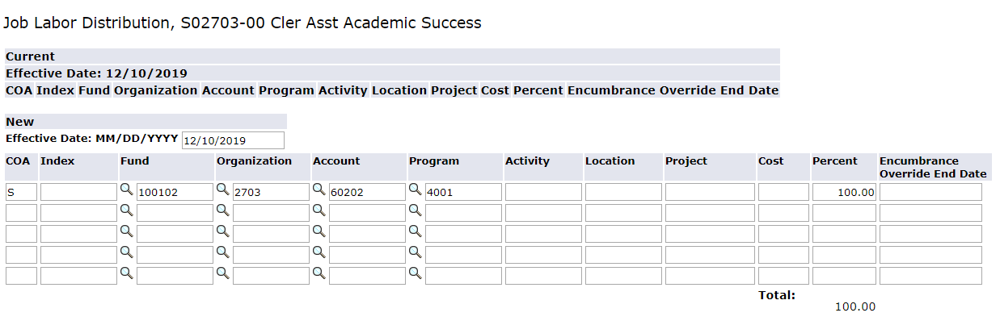 Job Labor Distribution, S02703-00 Cler Asst Academic Success
Current
Effective Date: 12/10/2019
COA Index Fund Organization Account Program Activity Location Project Cost Percent Encumbrance Override End Date
New
Effective Date: MM/DD/YYYY 12/10/2019
COA Index Fund Organization Account Program Activity Location Project Cost Percent Encumbrance
Override End Date
S 100102 2703 60202 4001 100.00
Total:
100.00